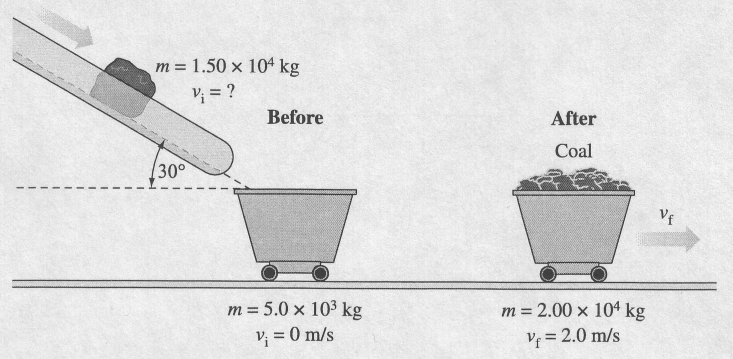 m = 1.50 × 10⁴ kg
vᵢ = ?
Before
After
Coal
30°
v_f
m = 5.0 × 10³ kg
vᵢ = 0 m/s
m = 2.00 × 10⁴ kg
v_f = 2.0 m/s